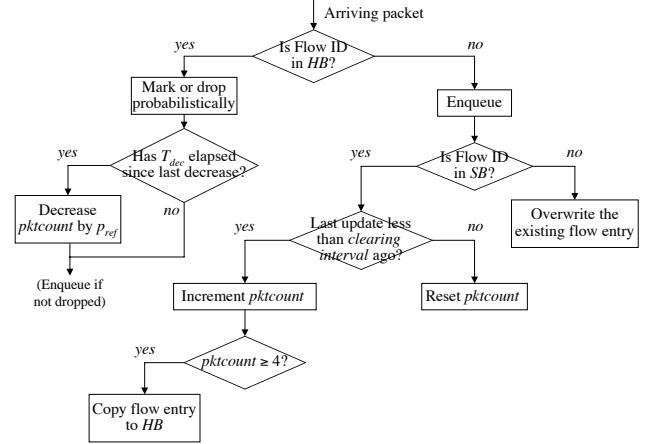 Arriving packet
Is Flow ID
in HB?
yes
no
Mark or drop
probabilistically
Enqueue
Has Tdec elapsed
since last decrease?
yes
no
Is Flow ID
in SB?
yes
no
Decrease
pktcount by pref
Overwrite the
existing flow entry
Last update less
than clearing
interval ago?
yes
no
(Enqueue if
not dropped)
Increment pktcount
Reset pktcount
pktcount ≥ 4?
yes
Copy flow entry
to HB